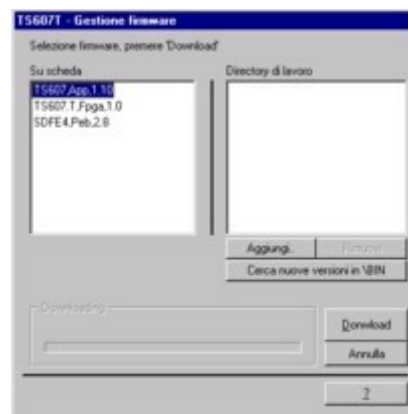 TS607T - Gestione firmware
Selezione firmware, premere 'Download'
Su scheda
Directory di lavoro
TS607,App,1.10
TS607.T,Fpga,1.0
SDFE4,Peb,2.8
Aggiungi..
Rimuovi
Cerca nuove versioni in \BIN
Downloading
Donwload
Annulla
?